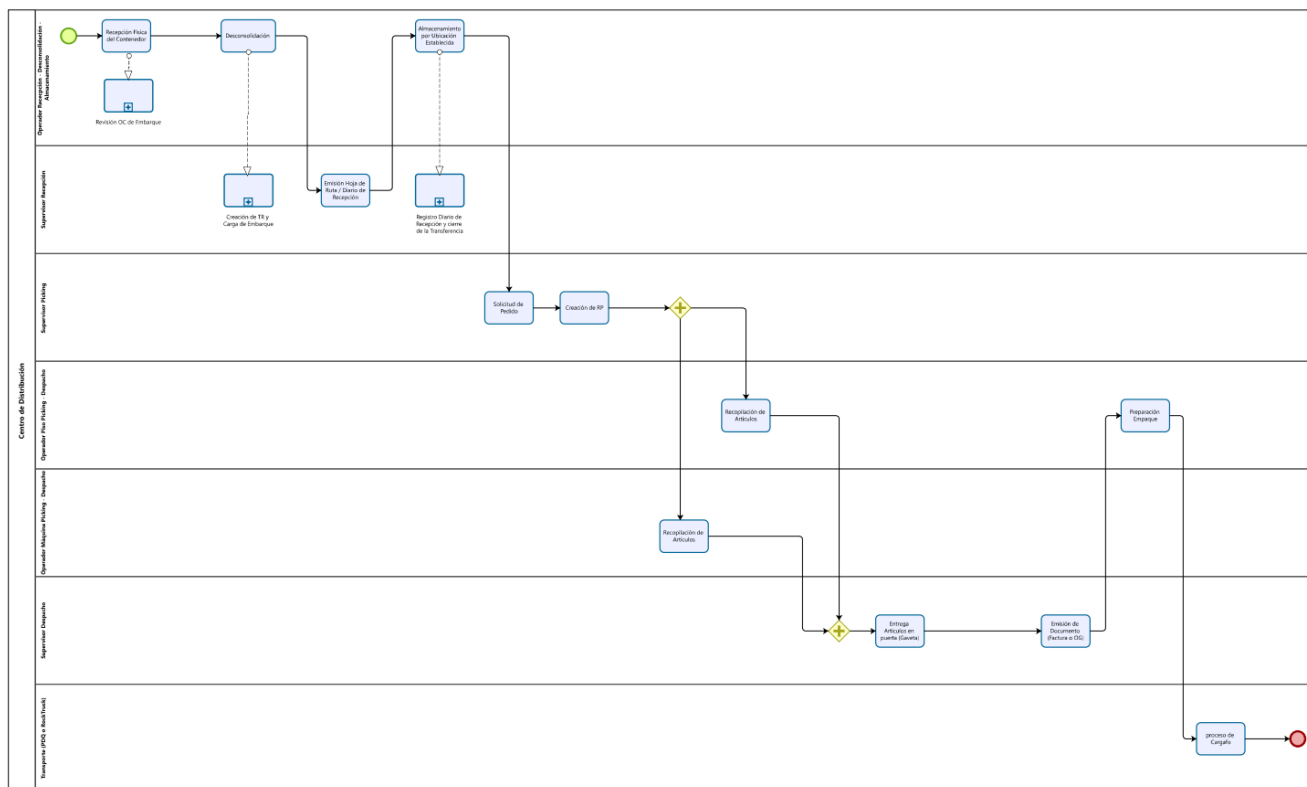 Centro de Distribución
Operador Recepción - Desconsolidación -
Almacenamiento
Recepción Física
del Contenedor
Revisión OC de Embarque
Desconsolidación
Almacenamiento
por Ubicación
Establecida
Supervisor Recepción
Creación de TR y
Carga de Embarque
Emisión Hoja de
Ruta / Diario de
Recepción
Registro Diario de
Recepción y cierre
de la Transferencia
Supervisor Picking
Solicitud de
Pedido
Creación de RP
Operador Piso Picking - Despacho
Recopilación de
Artículos
Preparación
Empaque
Operador Máquina Picking - Despacho
Recopilación de
Artículos
Supervisor Despacho
Entrega
Artículos en
puerta (Gaveta)
Emisión de
Documento
(Factura o OG)
Transporte (PDQ o RockTruck)
proceso de
Cargafo